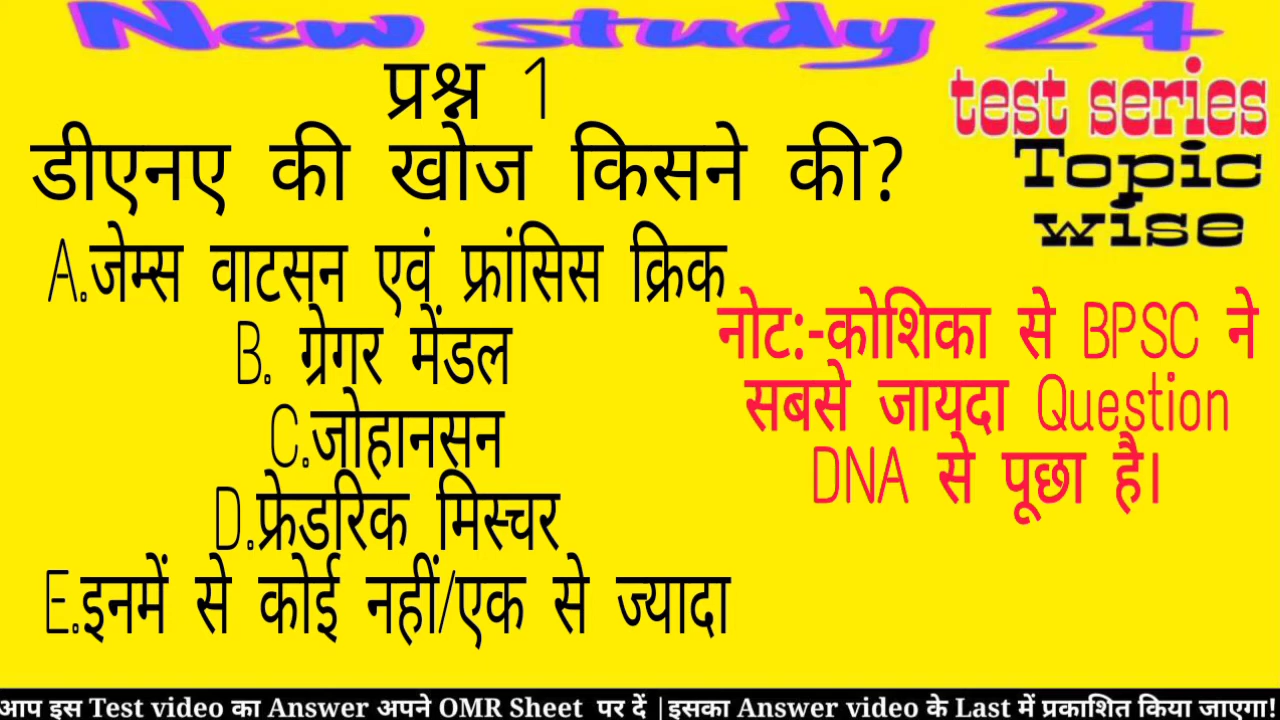 New study 24
test series
Topic
wise
प्रश्न 1
डीएनए की खोज किसने की?
A.जेम्स वाटसन एवं फ्रांसिस क्रिक
B. ग्रेगर मेंडल
C.जोहानसन
D.फ्रेडरिक मिस्चर
E.इनमें से कोई नहीं/एक से ज्यादा
नोट:-कोशिका से BPSC ने
सबसे जायदा Question
DNA से पूछा है।
आप इस Test video का Answer अपने OMR Sheet पर दें |इसका Answer video के Last में प्रकाशित किया जाएगा!